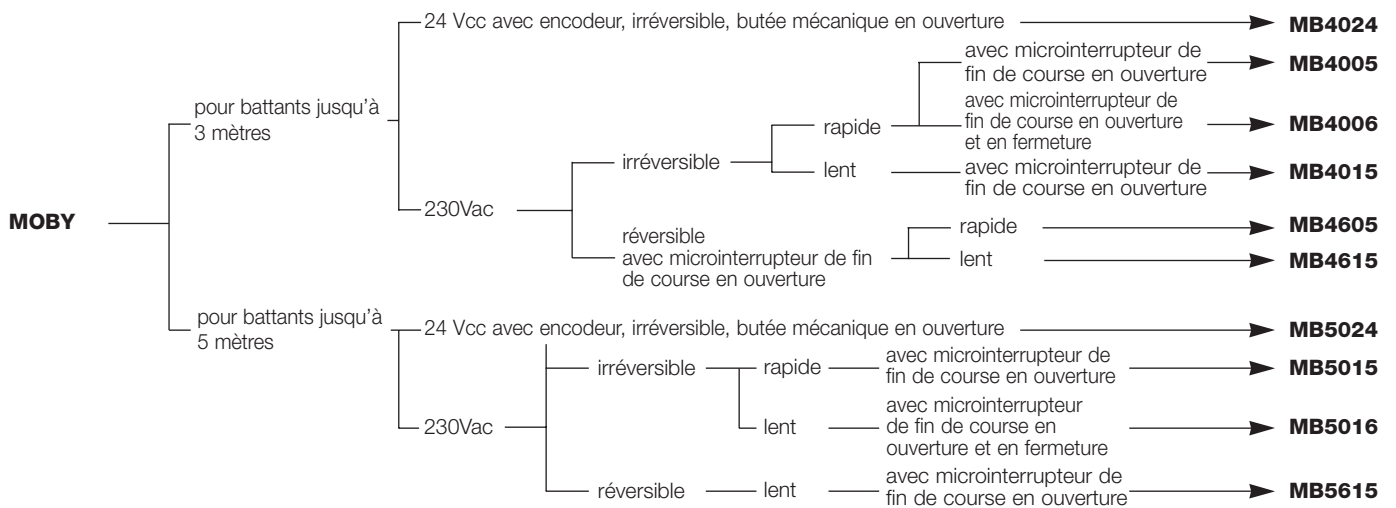 MOBY
pour battants jusqu'à
3 mètres
24 Vcc avec encodeur, irréversible, butée mécanique en ouverture
MB4024
230Vac
irréversible
rapide
avec microinterrupteur de
fin de course en ouverture
MB4005
avec microinterrupteur de
fin de course en ouverture
et en fermeture
MB4006
lent
avec microinterrupteur de
fin de course en ouverture
MB4015
réversible
avec microinterrupteur de fin
de course en ouverture
rapide
MB4605
lent
MB4615
pour battants jusqu'à
5 mètres
24 Vcc avec encodeur, irréversible, butée mécanique en ouverture
MB5024
230Vac
irréversible
rapide
avec microinterrupteur de
fin de course en ouverture
MB5015
lent
avec microinterrupteur
de fin de course en
ouverture et en fermeture
MB5016
réversible
lent
avec microinterrupteur de
fin de course en ouverture
MB5615